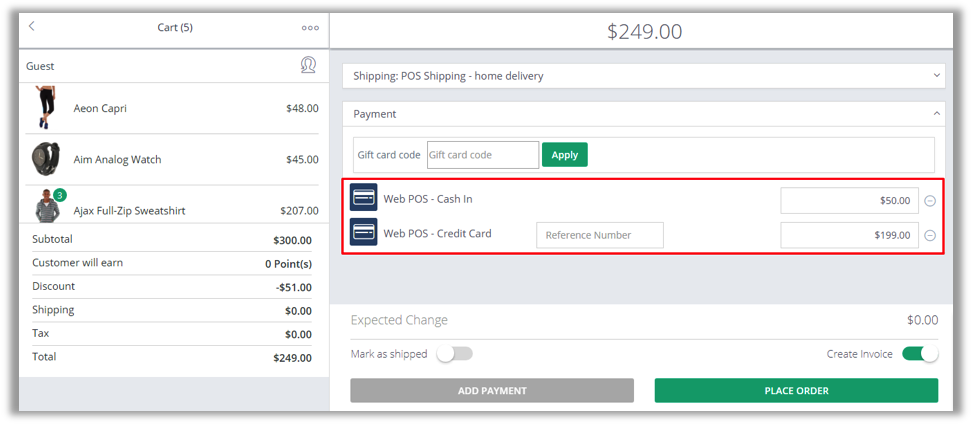 Cart (5)
$249.00
Guest
Aeon Capri $48.00
Aim Analog Watch $45.00
3
Ajax Full-Zip Sweatshirt $207.00
Subtotal $300.00
Customer will earn 0 Point(s)
Discount -$51.00
Shipping $0.00
Tax $0.00
Total $249.00
Shipping: POS Shipping - home delivery
Payment
Gift card code Gift card code Apply
Web POS - Cash In $50.00
Web POS - Credit Card Reference Number $199.00
Expected Change $0.00
Mark as shipped Create Invoice
ADD PAYMENT PLACE ORDER